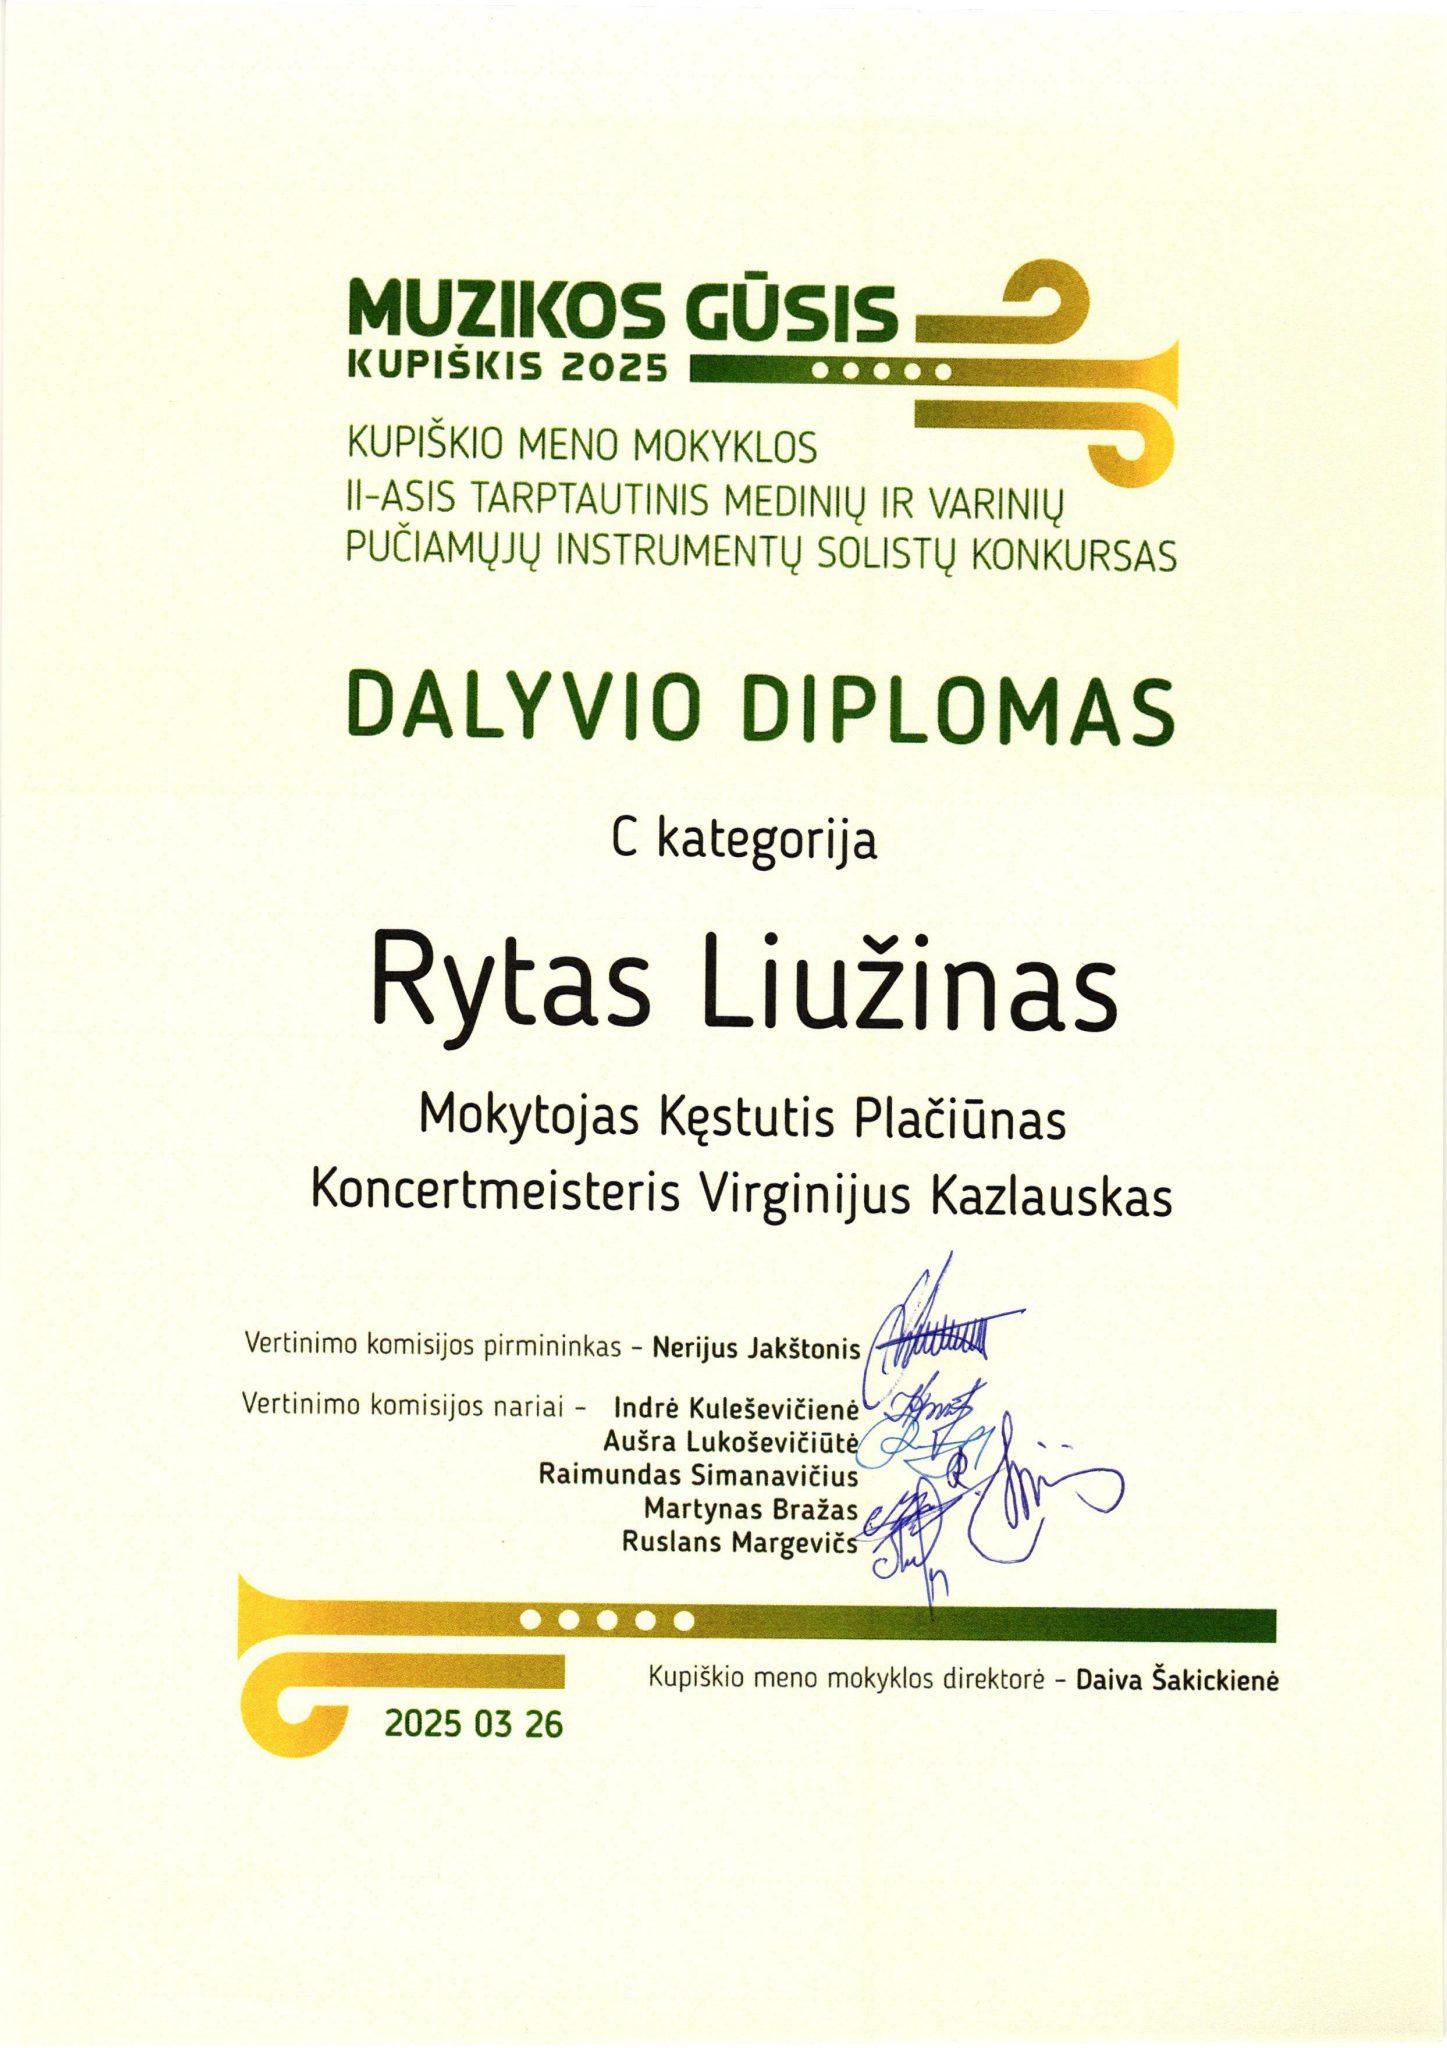 MUZIKOS GŪSIS
KUPIŠKIS 2025
KUPIŠKIO MENO MOKYKLOS
II-ASIS TARPTAUTINIS MEDINIŲ IR VARINIŲ
PUČIAMŲJŲ INSTRUMENTŲ SOLISTŲ KONKURSAS
DALYVIO DIPLOMAS
C kategorija
Rytas Liužinas
Mokytojas Kęstutis Plačiūnas
Koncertmeisteris Virginijus Kazlauskas
Vertinimo komisijos pirmininkas – Nerijus Jakštonis
Vertinimo komisijos nariai – Indrė Kuleševičienė
Aušra Lukoševičiūtė
Raimundas Simanavičius
Martynas Bražas
Ruslans Margevičs
Kupiškio meno mokyklos direktorė – Daiva Šakickienė
2025 03 26